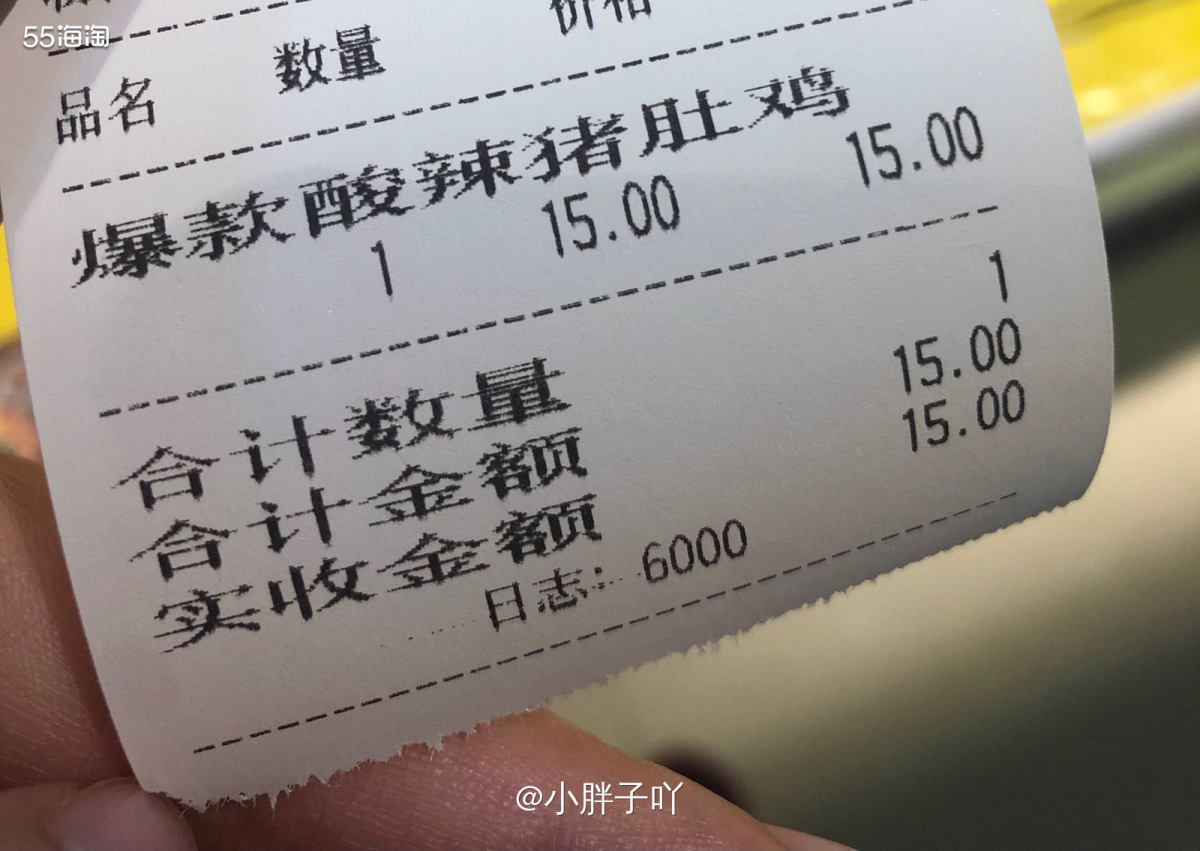 55海淘
品名 数量 价格
爆款酸辣猪肚鸡
1 15.00 15.00
合计数量 1
合计金额 15.00
实收金额 15.00
日志: 6000
@小胖子吖